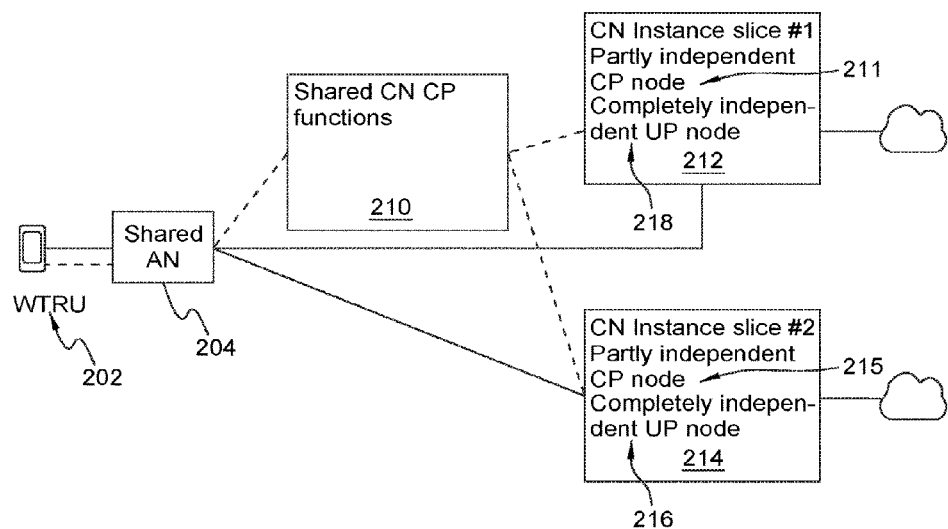 CN Instance slice #1
Partly independent
CP node
Completely indepen-
dent UP node
212
211
218
Shared CN CP
functions
210
Shared
AN
204
WTRU
202
CN Instance slice #2
Partly independent
CP node
Completely indepen-
dent UP node
214
215
216